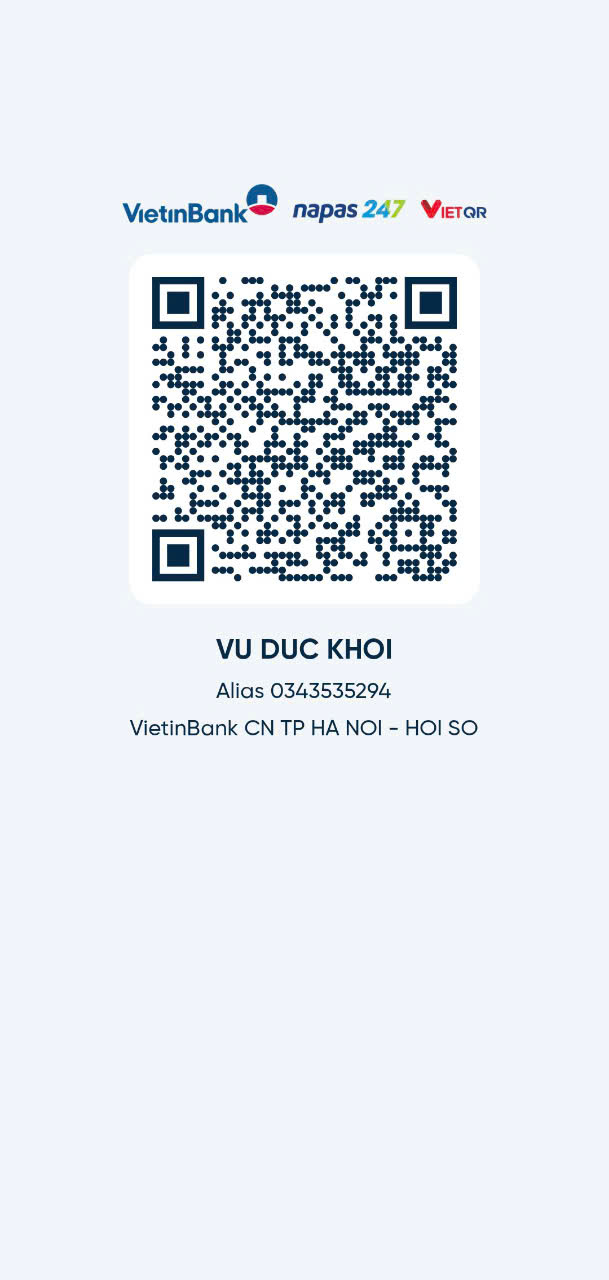 VietinBank napas 247 VIETQR
VU DUC KHOI
Alias 0343535294
VietinBank CN TP HA NOI - HOI SO